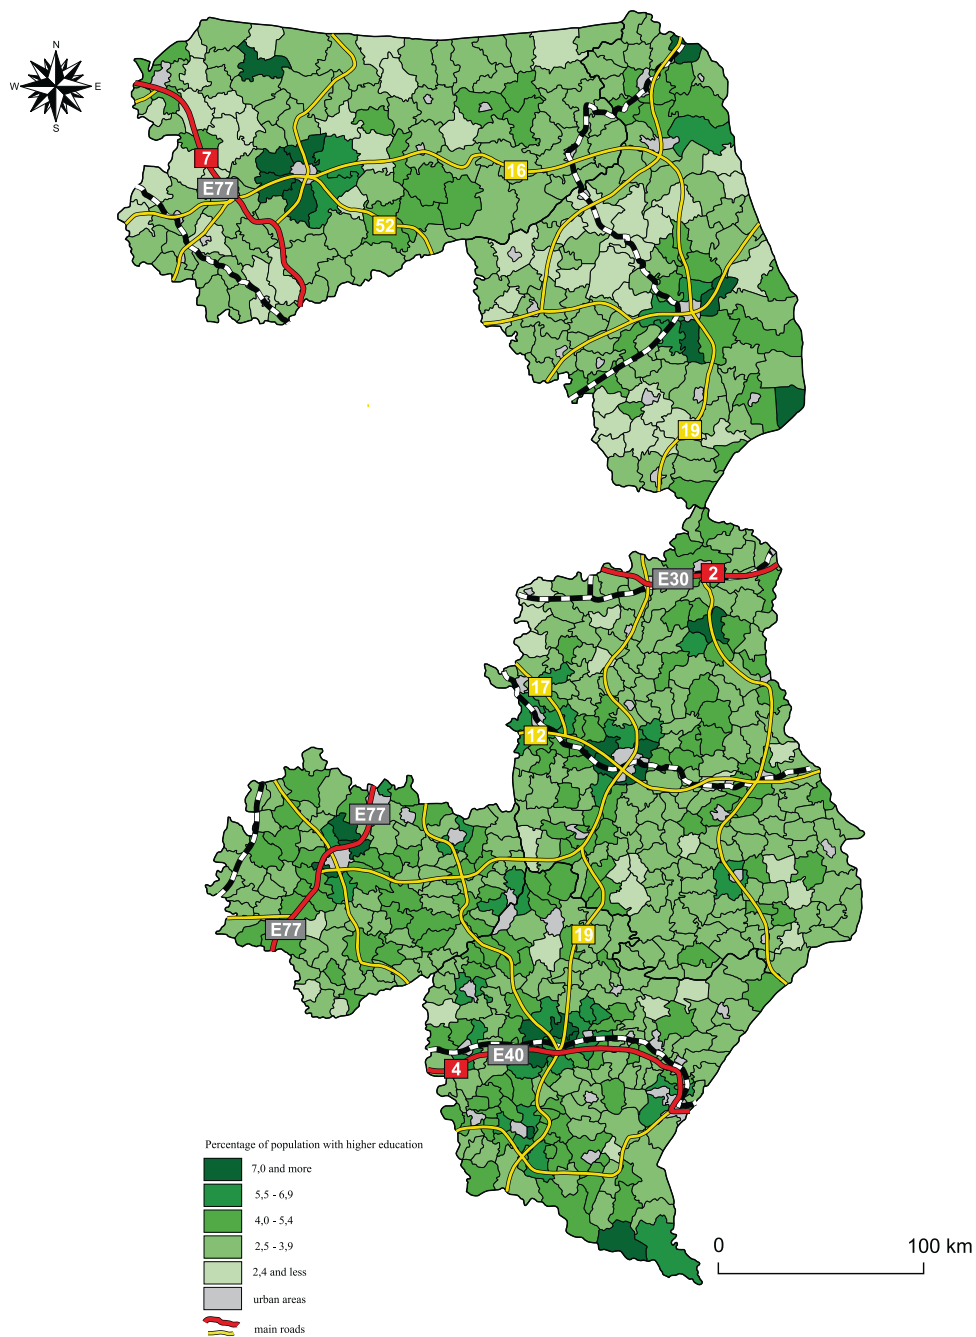 N
W
E
S
7
E77
16
52
19
E30
2
17
12
E77
E77
19
E40
4
Percentage of population with higher education
7,0 and more
5,5 - 6,9
4,0 - 5,4
2,5 - 3,9
2,4 and less
urban areas
main roads
0
100 km